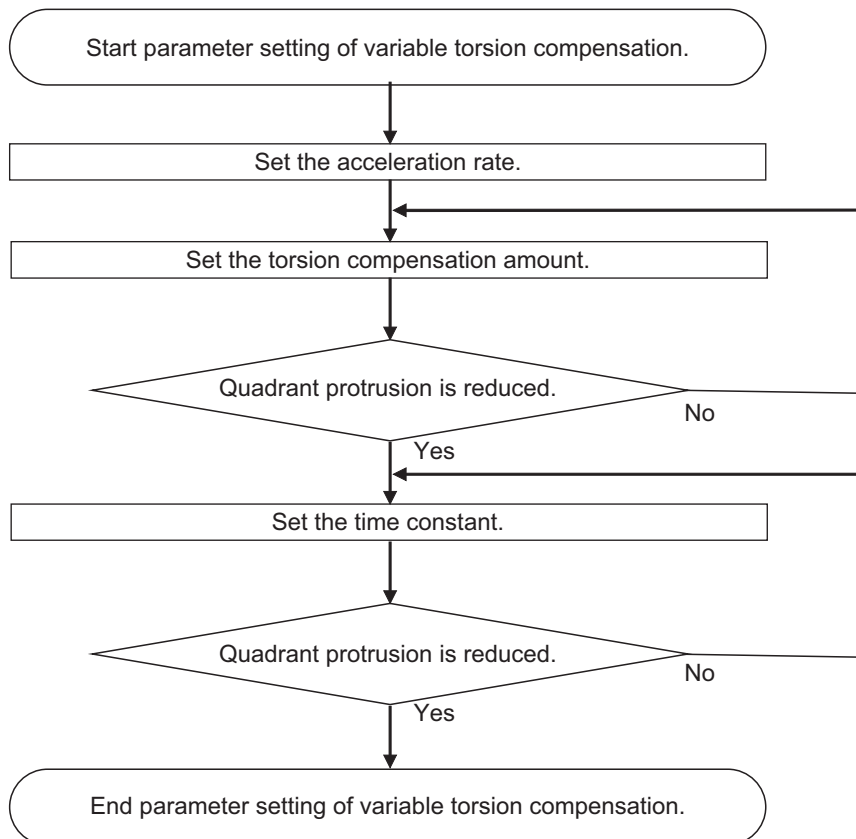 Start parameter setting of variable torsion compensation.
Set the acceleration rate.
Set the torsion compensation amount.
Quadrant protrusion is reduced.
No
Yes
Set the time constant.
Quadrant protrusion is reduced.
No
Yes
End parameter setting of variable torsion compensation.